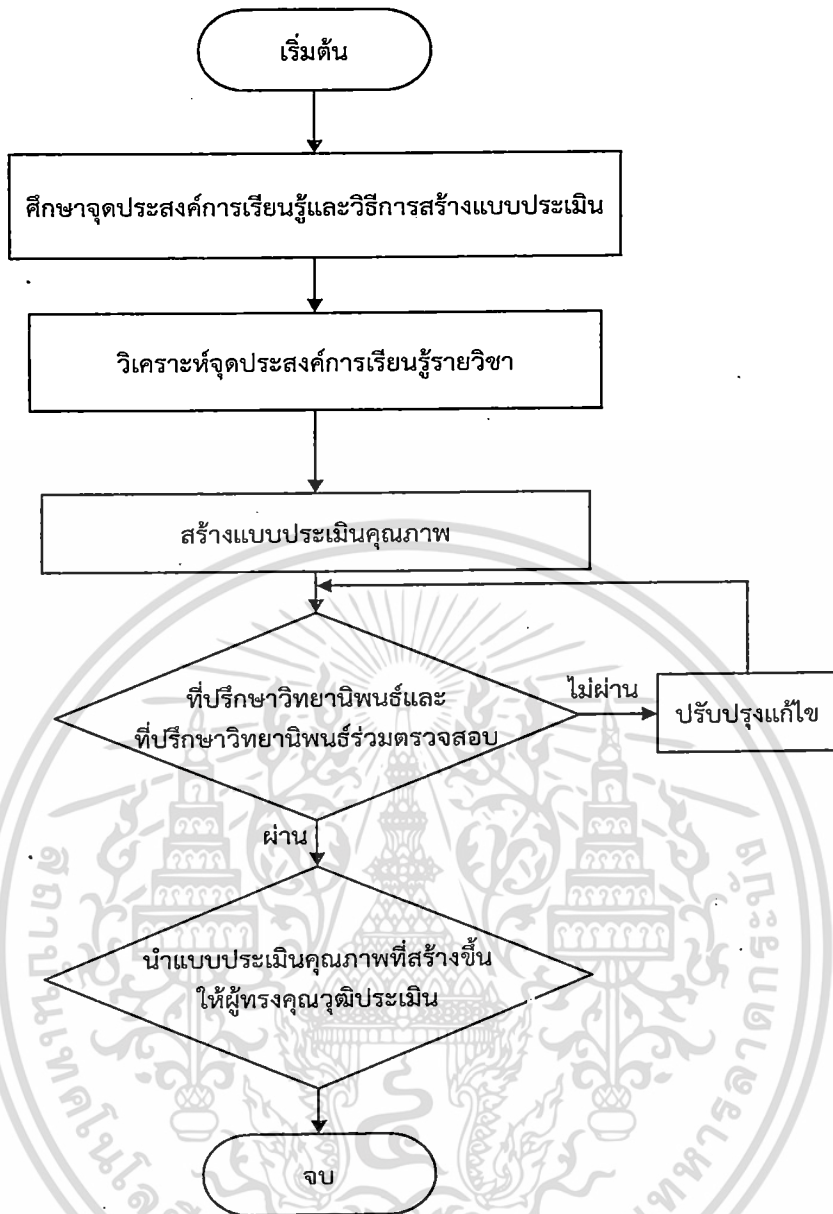 เริ่มต้น
ศึกษาจุดประสงค์การเรียนรู้และวิธีการสร้างแบบประเมิน
วิเคราะห์จุดประสงค์การเรียนรู้รายวิชา
สร้างแบบประเมินคุณภาพ
ที่ปรึกษาวิทยานิพนธ์และ
ที่ปรึกษาวิทยานิพนธ์ร่วมตรวจสอบ
ไม่ผ่าน
ปรับปรุงแก้ไข
ผ่าน
นำแบบประเมินคุณภาพที่สร้างขึ้น
ให้ผู้ทรงคุณวุฒิประเมิน
จบ